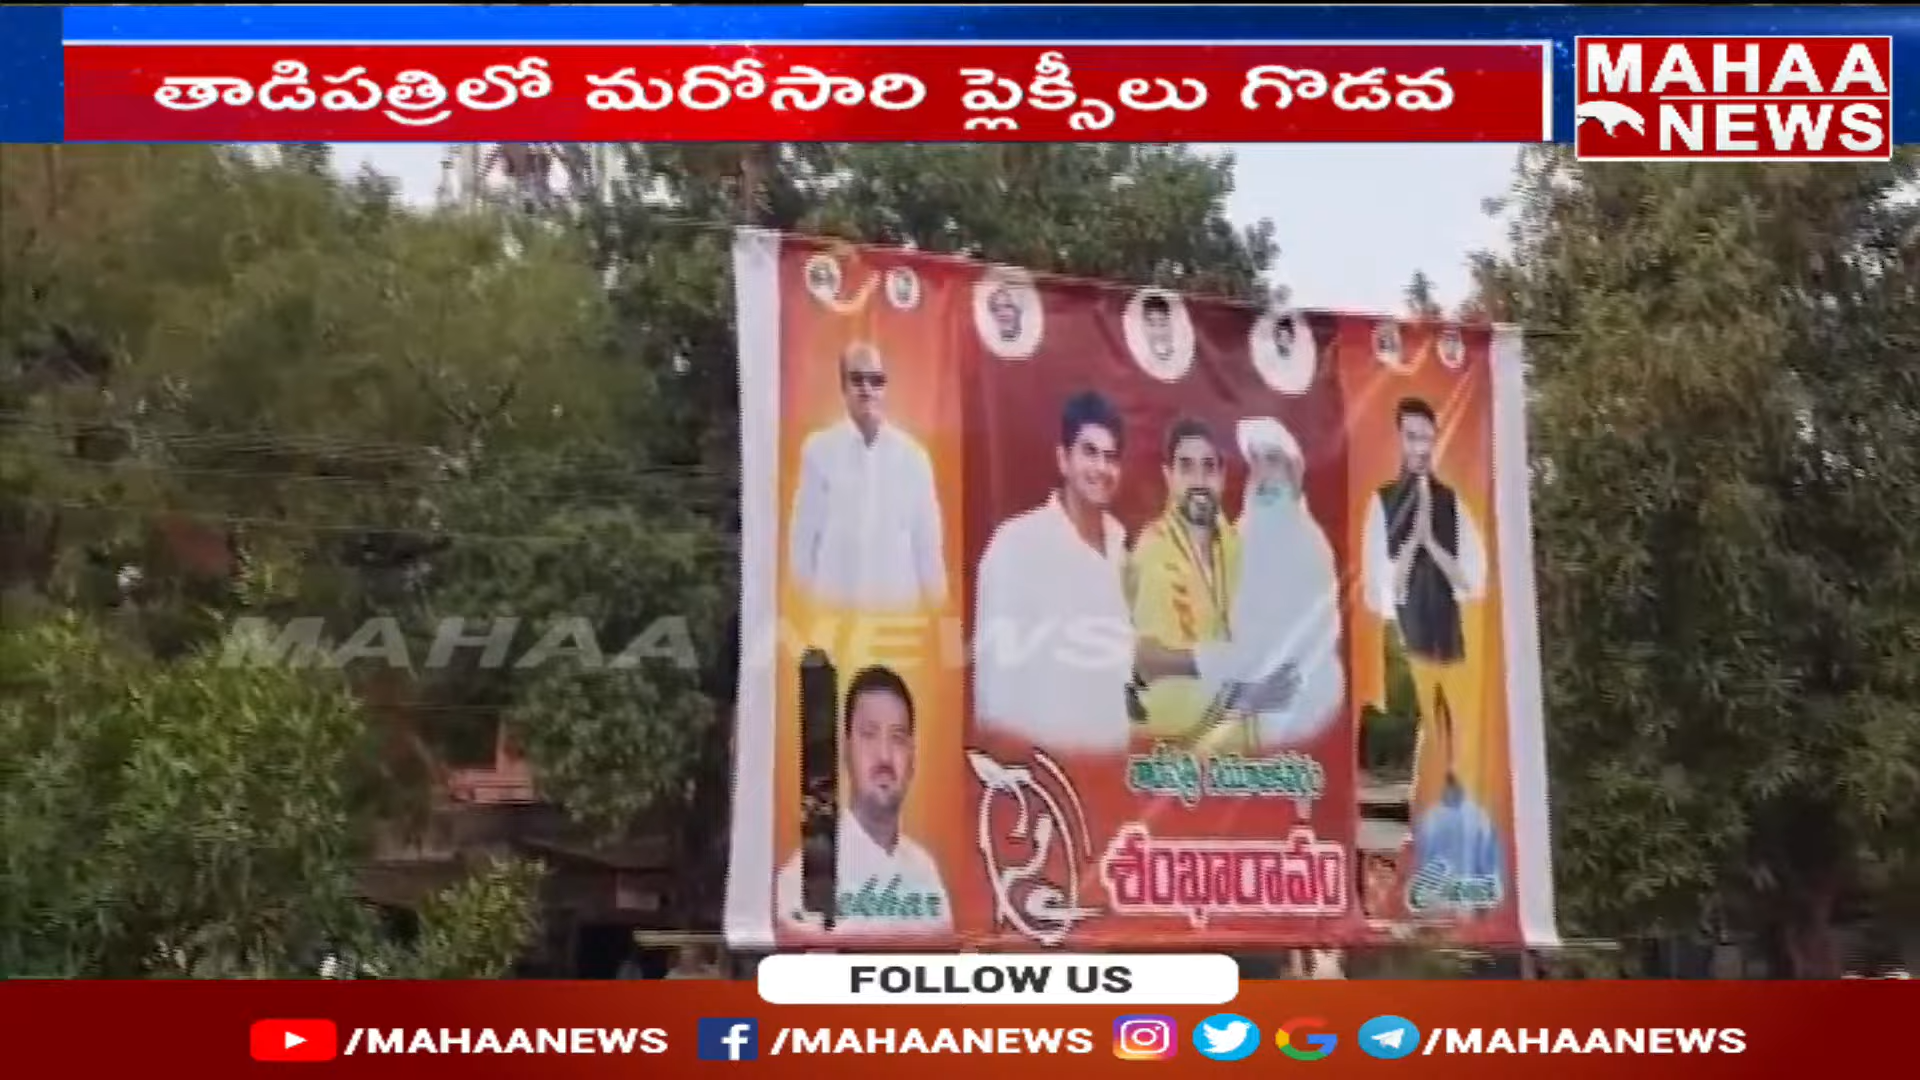 తాడిపత్రిలో మరోసారి ప్లెక్సీలు గొడవ
MAHAA
NEWS
MAHAA NEWS
శంఖారావం
FOLLOW US
/MAHAANEWS /MAHAANEWS /MAHAANEWS